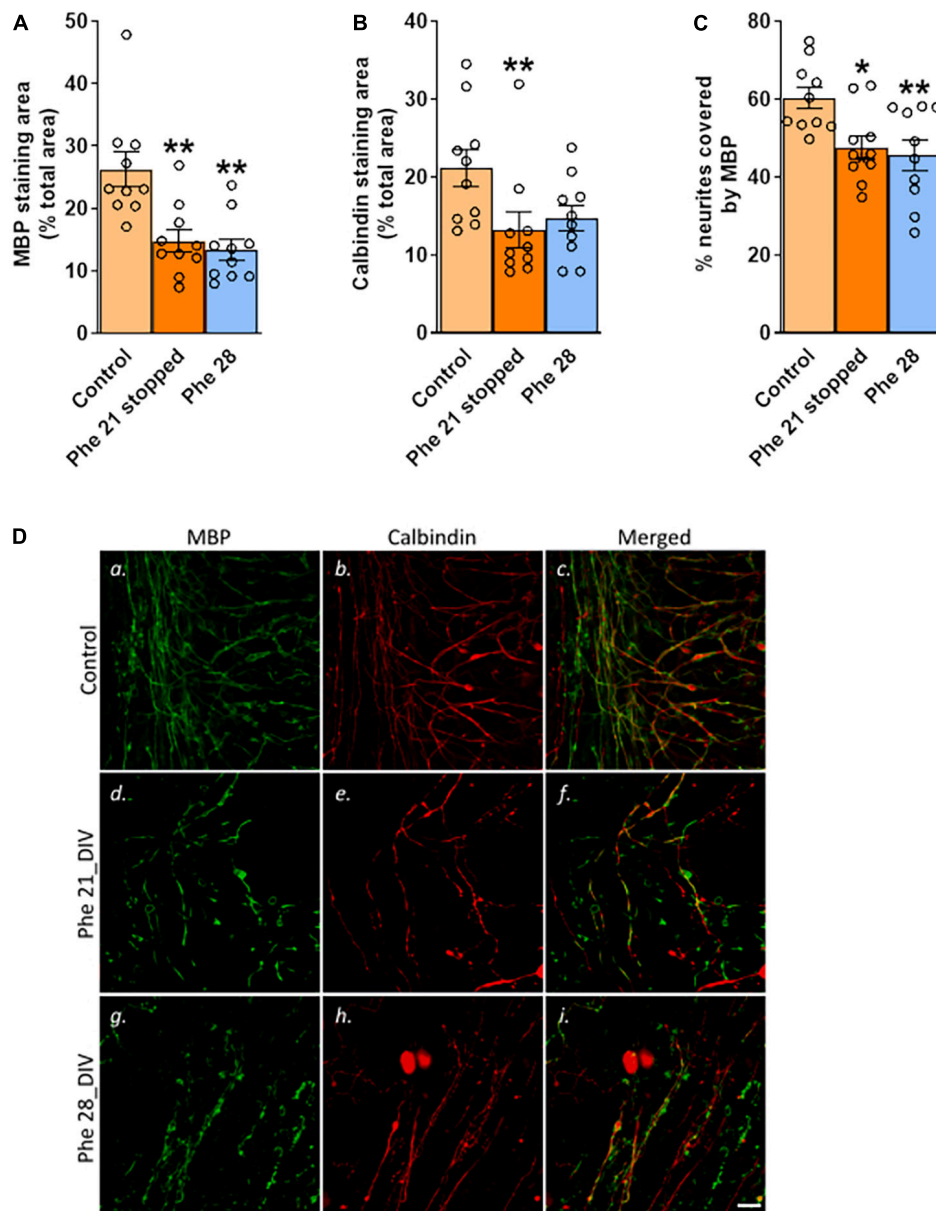 A
MBP staining area
(% total area)
50
40
30
20
10
0
**
**
Control
Phe 21 stopped
Phe 28
B
Calbindin staining area
(% total area)
40
30
20
10
0
**
Control
Phe 21 stopped
Phe 28
C
% neurites covered
by MBP
80
60
40
20
0
*
**
Control
Phe 21 stopped
Phe 28
D
MBP
Calbindin
Merged
Control
a.
b.
c.
Phe 21_DIV
d.
e.
f.
Phe 28_DIV
g.
h.
i.